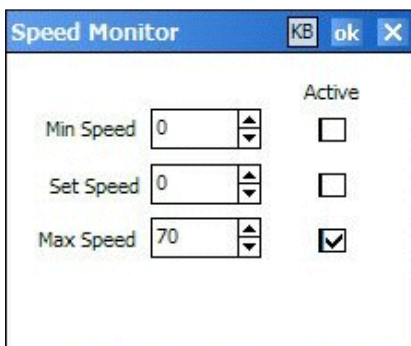 Speed Monitor KB ok X
Active
Min Speed 0
Set Speed 0
Max Speed 70